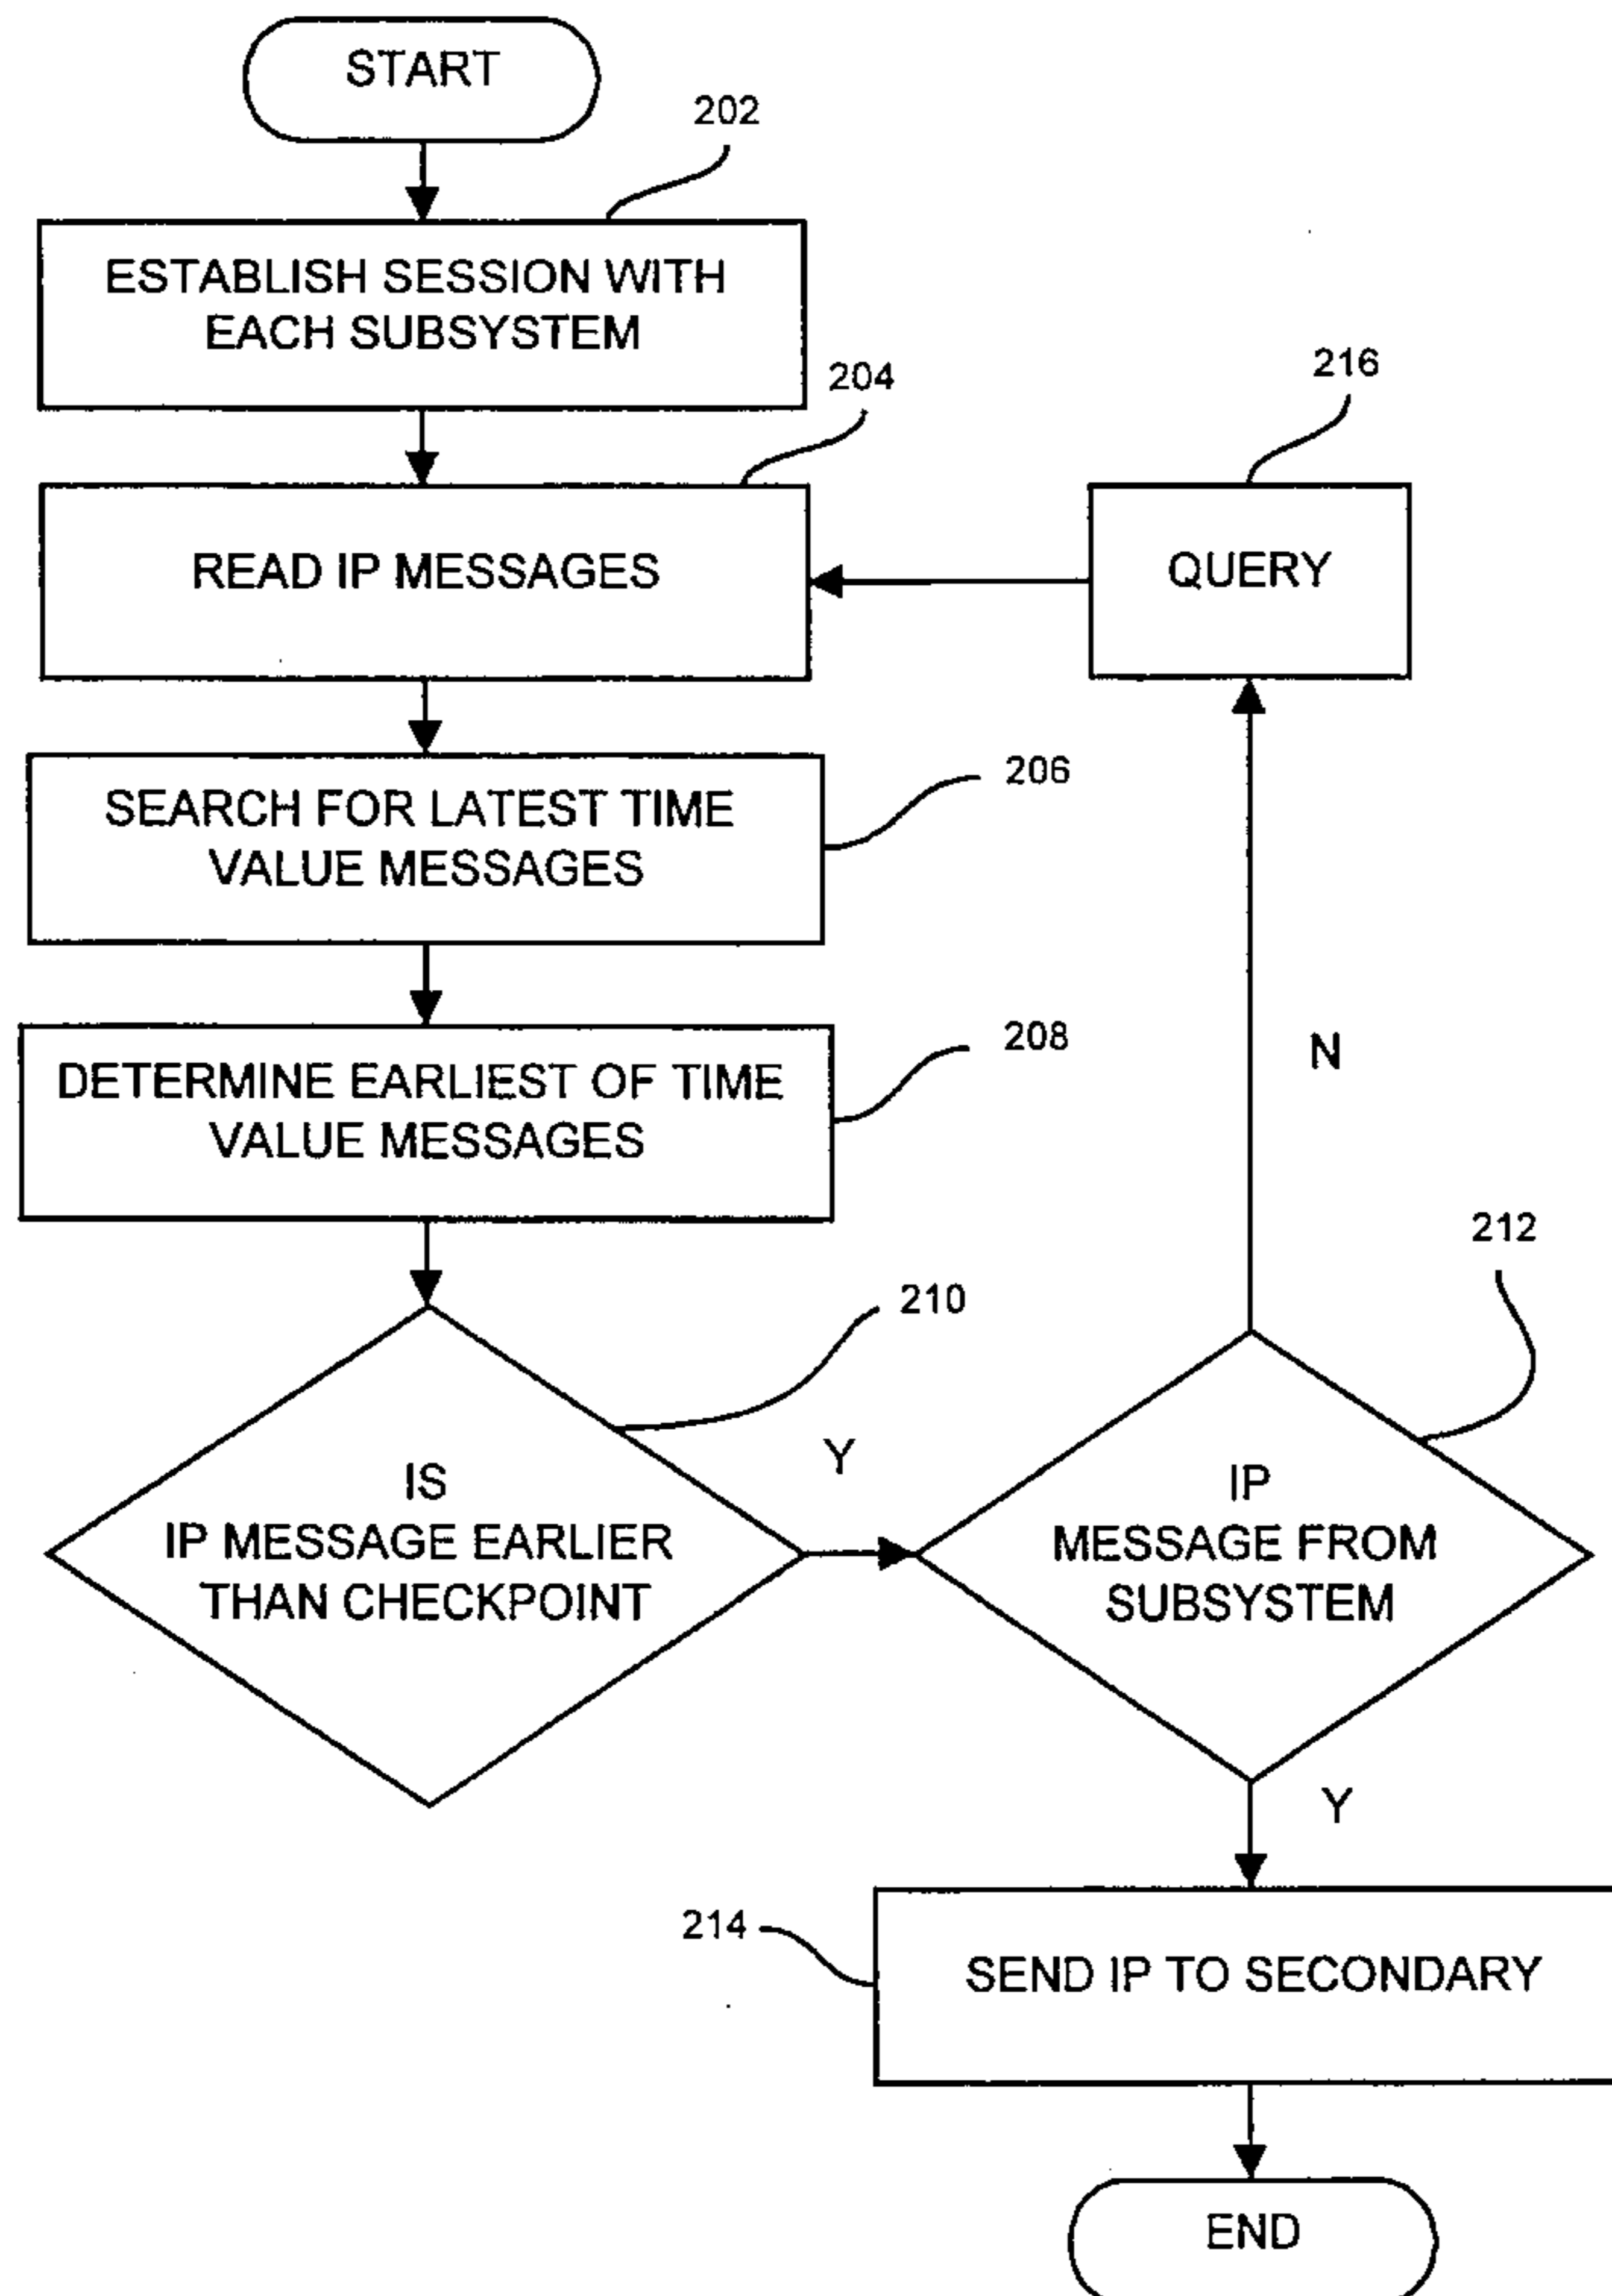 START
202
ESTABLISH SESSION WITH
EACH SUBSYSTEM
204
216
READ IP MESSAGES
QUERY
SEARCH FOR LATEST TIME
VALUE MESSAGES
206
DETERMINE EARLIEST OF TIME
VALUE MESSAGES
208
N
212
210
IS
IP MESSAGE EARLIER
THAN CHECKPOINT
Y
IP
MESSAGE FROM
SUBSYSTEM
Y
214
SEND IP TO SECONDARY
END